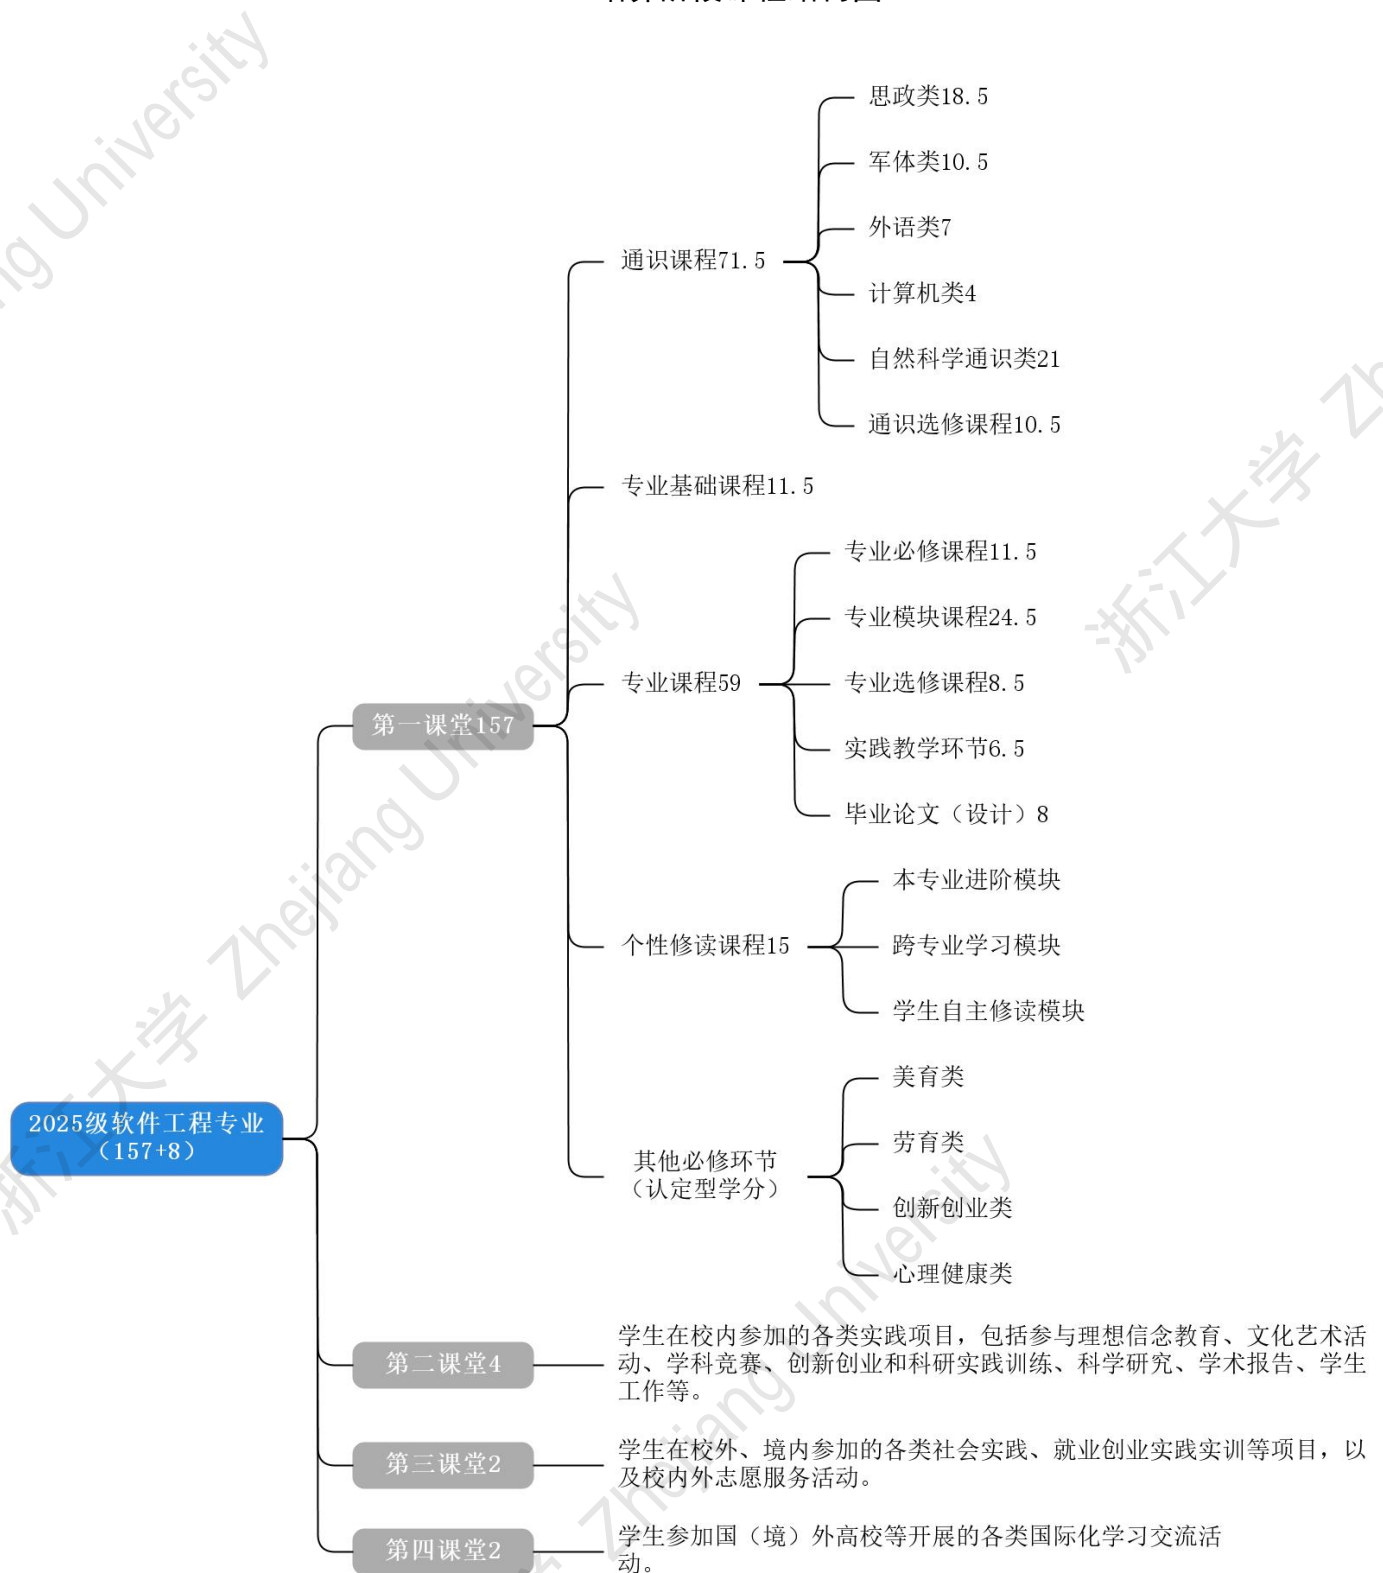 思政类18.5
军体类10.5
外语类7
通识课程71.5
计算机类4
自然科学通识类21
通识选修课程10.5
专业基础课程11.5
专业必修课程11.5
专业模块课程24.5
专业课程59
专业选修课程8.5
第一课堂157
实践教学环节6.5
毕业论文（设计）8
本专业进阶模块
个性修读课程15
跨专业学习模块
学生自主修读模块
美育类
2025级软件工程专业
（157+8）
劳育类
其他必修环节
（认定型学分）
创新创业类
心理健康类
第二课堂4
学生在校内参加的各类实践项目，包括参与理想信念教育、文化艺术活
动、学科竞赛、创新创业和科研实践训练、科学研究、学术报告、学生
工作等。
第三课堂2
学生在校外、境内参加的各类社会实践、就业创业实践实训等项目，以
及校内外志愿服务活动。
第四课堂2
学生参加国（境）外高校等开展的各类国际化学习交流活
动。
浙江大学 Zhejiang University